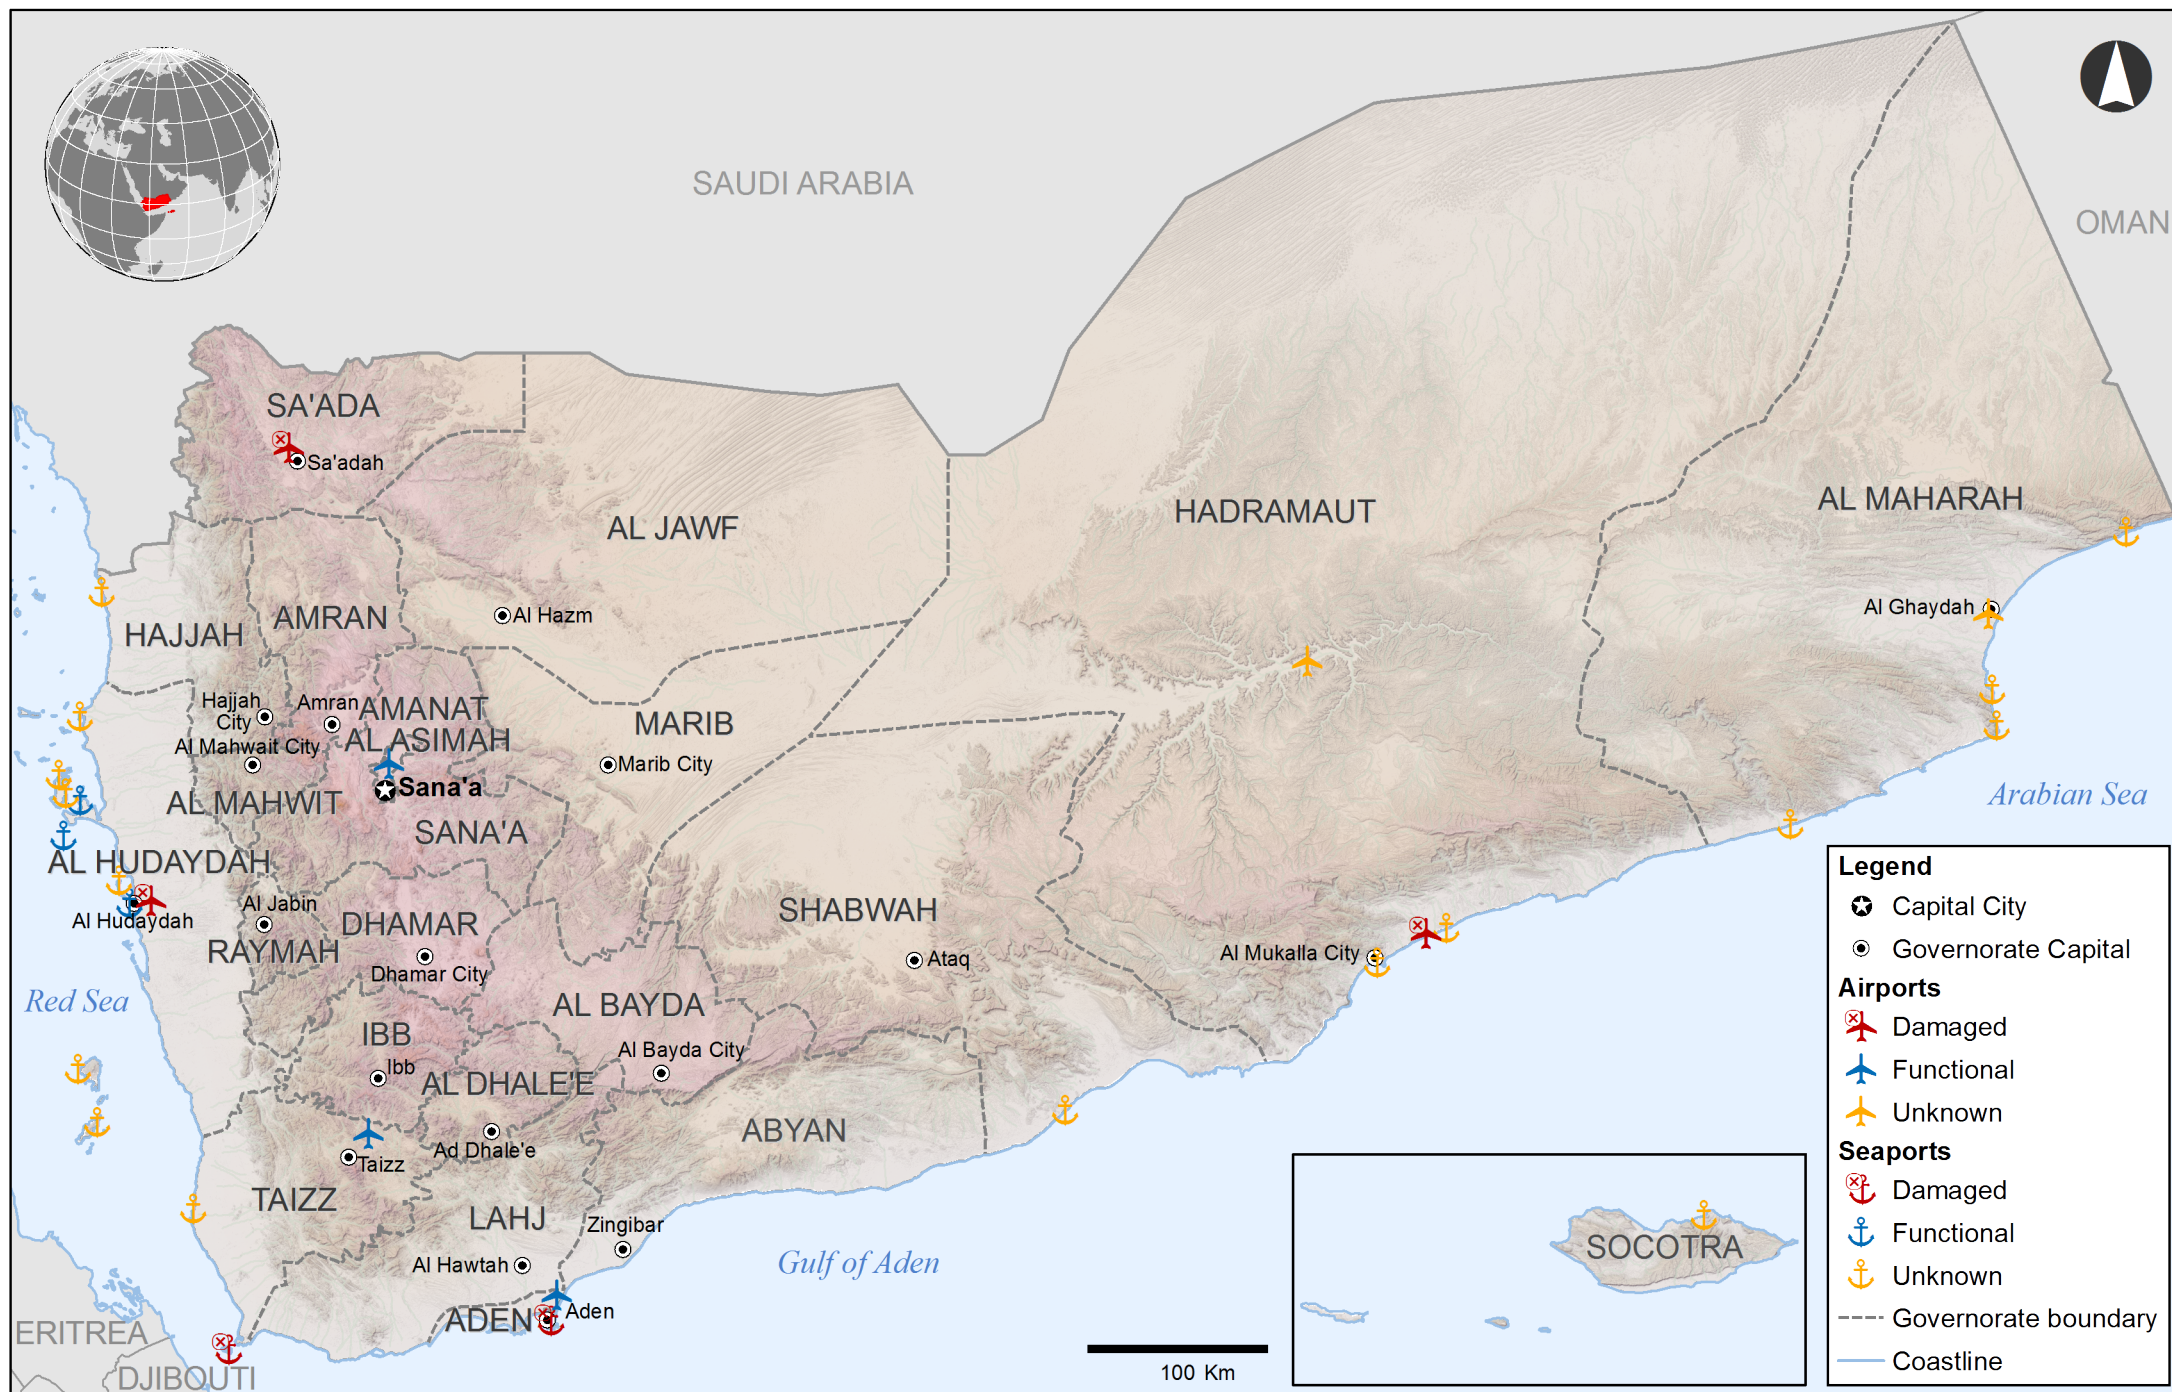 SAUDI ARABIA
OMAN
SA'ADA
Sa'adah
AL JAWF
HADRAMAUT
AL MAHARAH
Al Ghaydah
Al Hazm
AMRAN
HAJJAH
Hajjah
City
Amran
AMANAT
AL ASIMAH
MARIB
Al Mahwait City
Marib City
Sana'a
AL MAHWIT
SANA'A
Arabian Sea
AL HUDAYDAH
Al Hudaydah
Al Jabin
RAYMAH
DHAMAR
Dhamar City
SHABWAH
Ataq
Al Mukalla City
Red Sea
AL BAYDA
Al Bayda City
IBB
Ibb
AL DHALE'E
Ad Dhale'e
ABYAN
Taizz
TAIZZ
LAHJ
Zingibar
Al Hawtah
Gulf of Aden
ADEN
Aden
SOCOTRA
ERITREA
DJIBOUTI
100 Km
Legend
Capital City
Governorate Capital
Airports
Damaged
Functional
Unknown
Seaports
Damaged
Functional
Unknown
Governorate boundary
Coastline